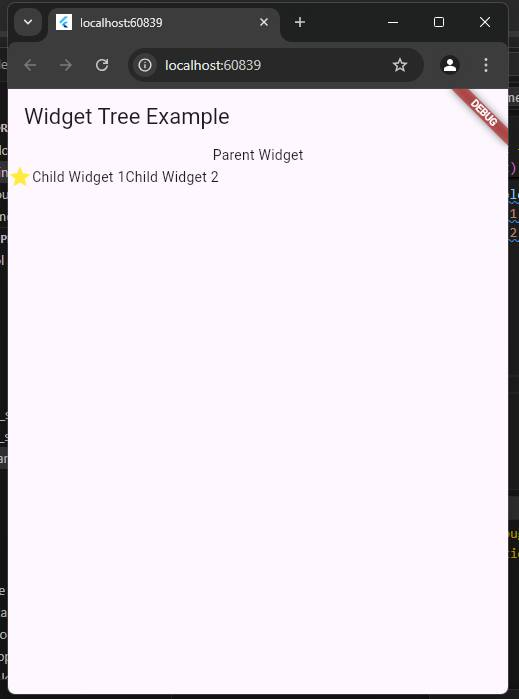 localhost:60839
localhost:60839
Widget Tree Example
DEBUG
Parent Widget
Child Widget 1Child Widget 2